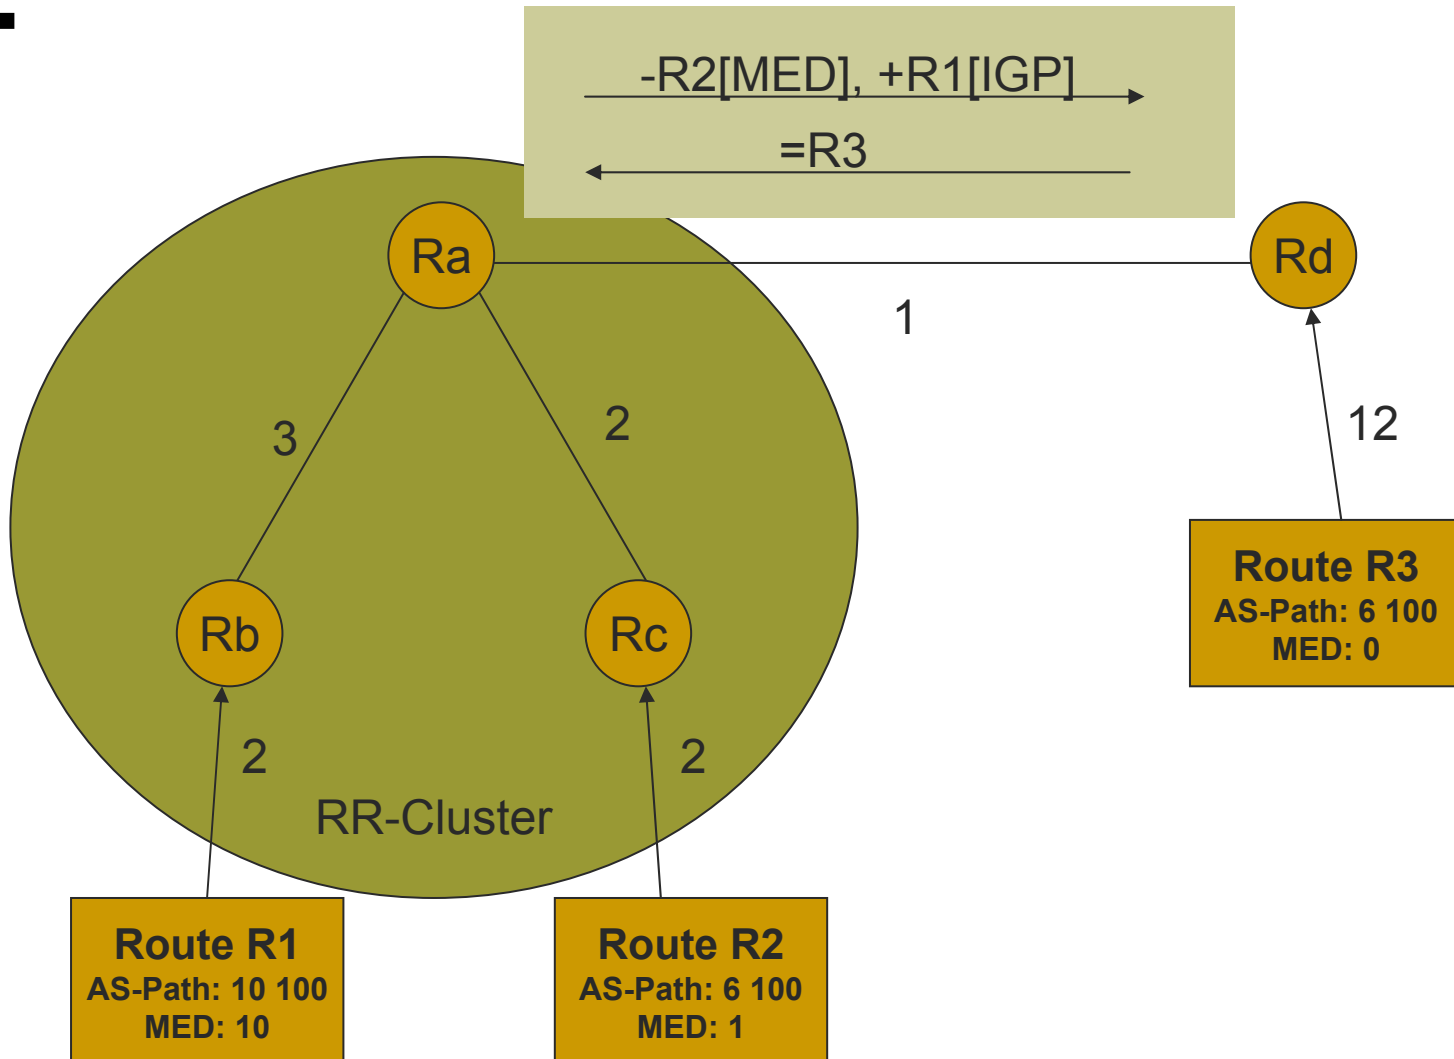 -R2[MED], +R1[IGP]
=R3
Ra
Rd
1
3
2
12
Rb
Rc
Route R3
AS-Path: 6 100
MED: 0
2
2
RR-Cluster
Route R1
AS-Path: 10 100
MED: 10
Route R2
AS-Path: 6 100
MED: 1